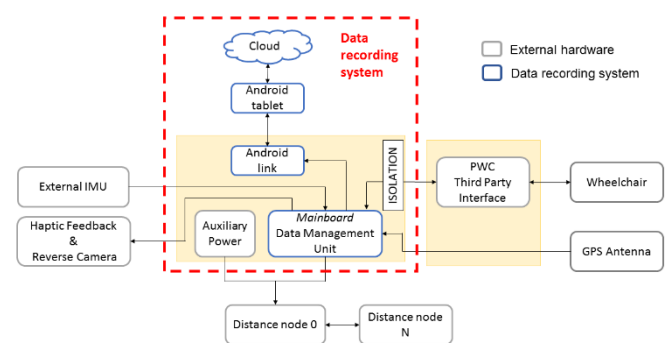 Data
recording
system
Cloud
Android
tablet
Android
link
External hardware
Data recording system
ISOLATION
PWC
Third Party
Interface
Wheelchair
External IMU
Haptic Feedback
&
Reverse Camera
Auxiliary
Power
Mainboard
Data Management
Unit
GPS Antenna
Distance node 0
Distance node
N